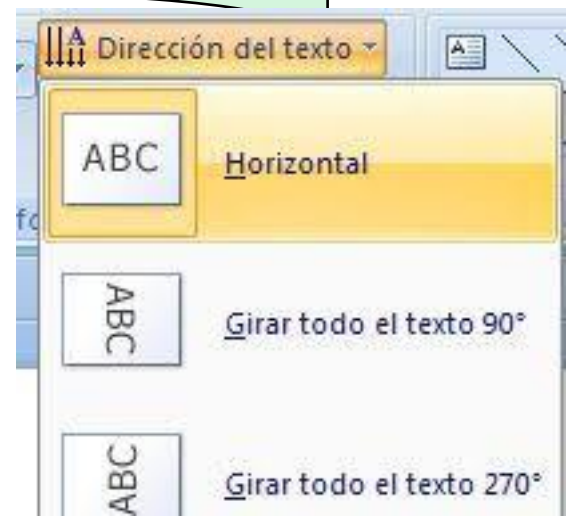 Dirección del texto
ABC Horizontal
ABC Girar todo el texto 90°
ABC Girar todo el texto 270°